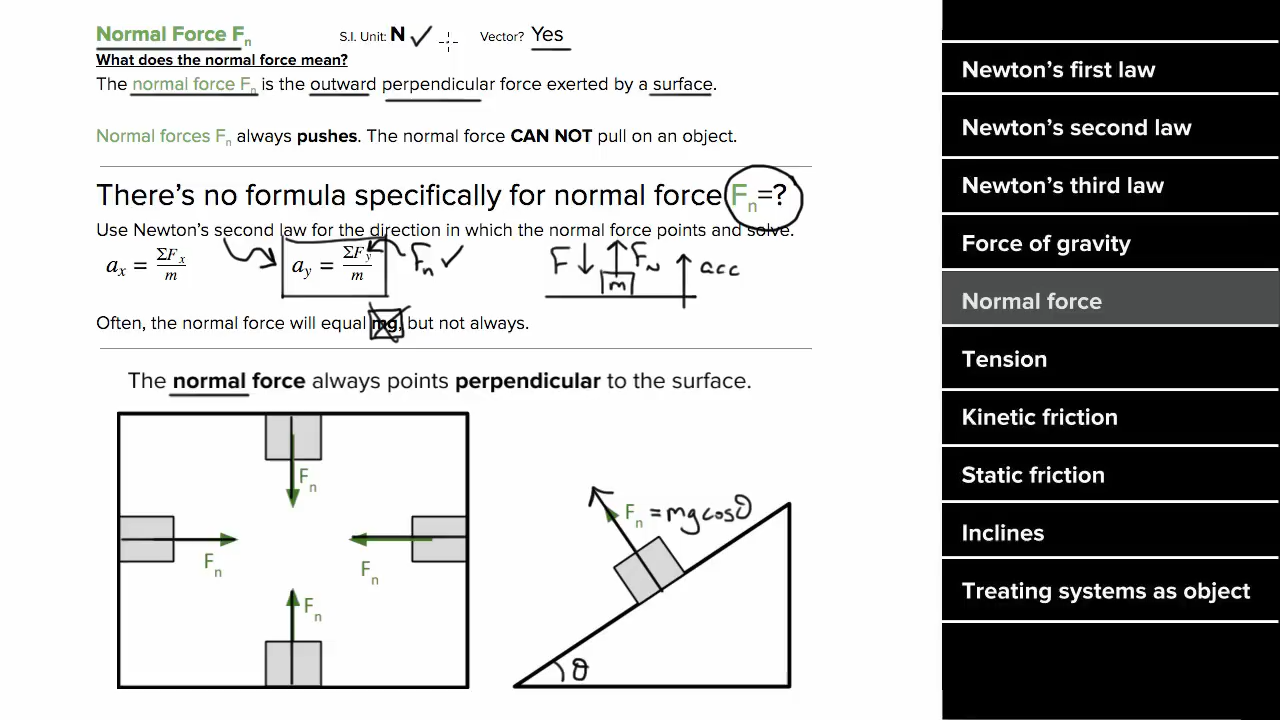 Normal Force Fn S.I. Unit: N Vector? Yes
What does the normal force mean?
The normal force Fn is the outward perpendicular force exerted by a surface.
Normal forces Fn always pushes. The normal force CAN NOT pull on an object.
There's no formula specifically for normal force Fn=?
Use Newton's second law for the direction in which the normal force points and solve.
ax = ΣFx/m ay = ΣFy/m Fn F FN m acc
Often, the normal force will equal mg, but not always.
The normal force always points perpendicular to the surface.
Fn
Fn
Fn
Fn
Fn = mg cosθ
θ
Newton's first law
Newton's second law
Newton's third law
Force of gravity
Normal force
Tension
Kinetic friction
Static friction
Inclines
Treating systems as object